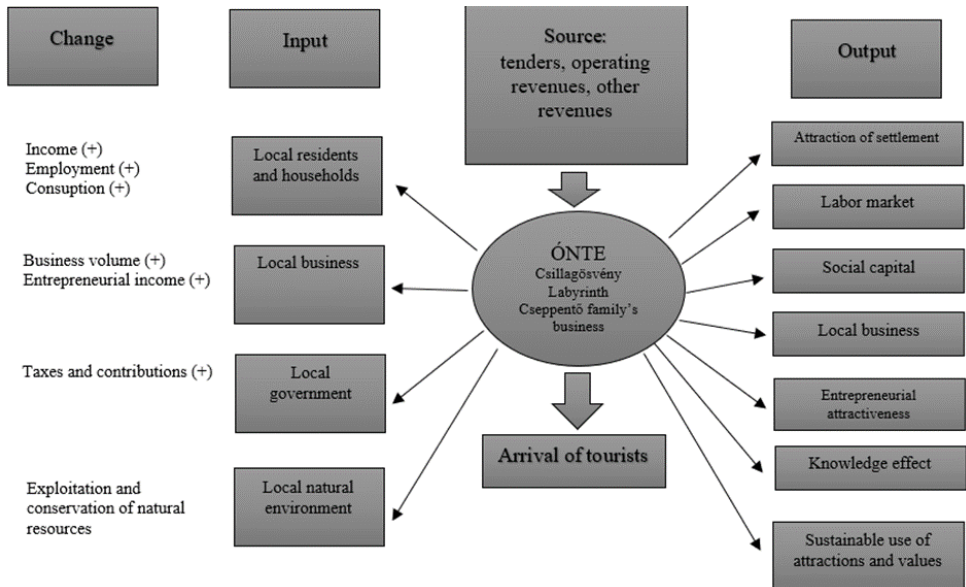 Change
Income (+)
Employment (+)
Consuption (+)
Business volume (+)
Entrepreneurial income (+)
Taxes and contributions (+)
Exploitation and
conservation of natural
resources
Input
Local residents
and households
Local business
Local
government
Local natural
environment
Source:
tenders, operating
revenues, other
revenues
ÓNTE
Csillagösvény
Labyrinth
Cseppentő family's
business
Arrival of tourists
Output
Attraction of settlement
Labor market
Social capital
Local business
Entrepreneurial
attractiveness
Knowledge effect
Sustainable use of
attractions and values